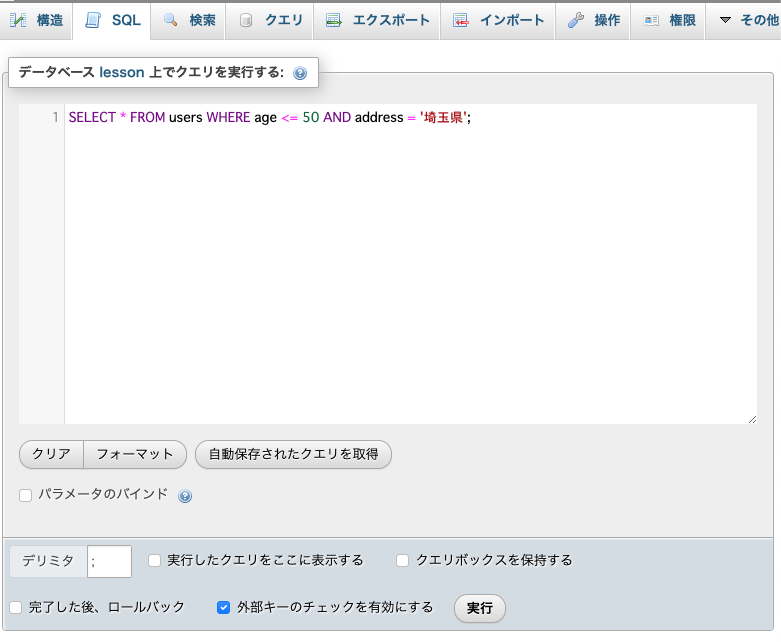 構造 SQL 検索 クエリ エクスポート インポート 操作 権限 その他
データベース lesson 上でクエリを実行する:
1 SELECT * FROM users WHERE age <= 50 AND address = '埼玉県';
クリア フォーマット 自動保存されたクエリを取得
パラメータのバインド
デリミタ ; 実行したクエリをここに表示する クエリボックスを保持する
完了した後、ロールバック 外部キーのチェックを有効にする 実行